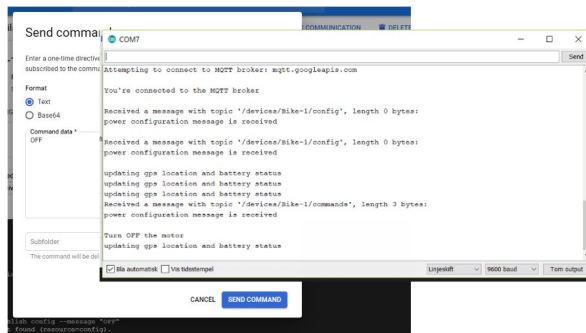 COMMUNICATION
DELETE
Send
Enter a one-time directive
subscribed to the
Format
Text
Base64
Command data *
OFF
Subfolder
The command will be
CANCEL
SEND COMMAND
COM7
Send
Attempting to connect to MQTT broker: mqtt.googleapis.com
You're connected to the MQTT broker
Received a message with topic '/devices/Bike-1/config', length 0 bytes:
power configuration message is received
Received a message with topic '/devices/Bike-1/config', length 0 bytes:
power configuration message is received
updating gps location and battery status
updating gps location and battery status
updating gps location and battery status
Received a message with topic '/devices/Bike-1/commands', length 3 bytes:
power configuration message is received
Turn OFF the motor
updating gps location and battery status
Bla automatisk
Vis tidsstempel
Linjeskift
9600 baud
Tom output
config --message "OFF"
found (resource=config).